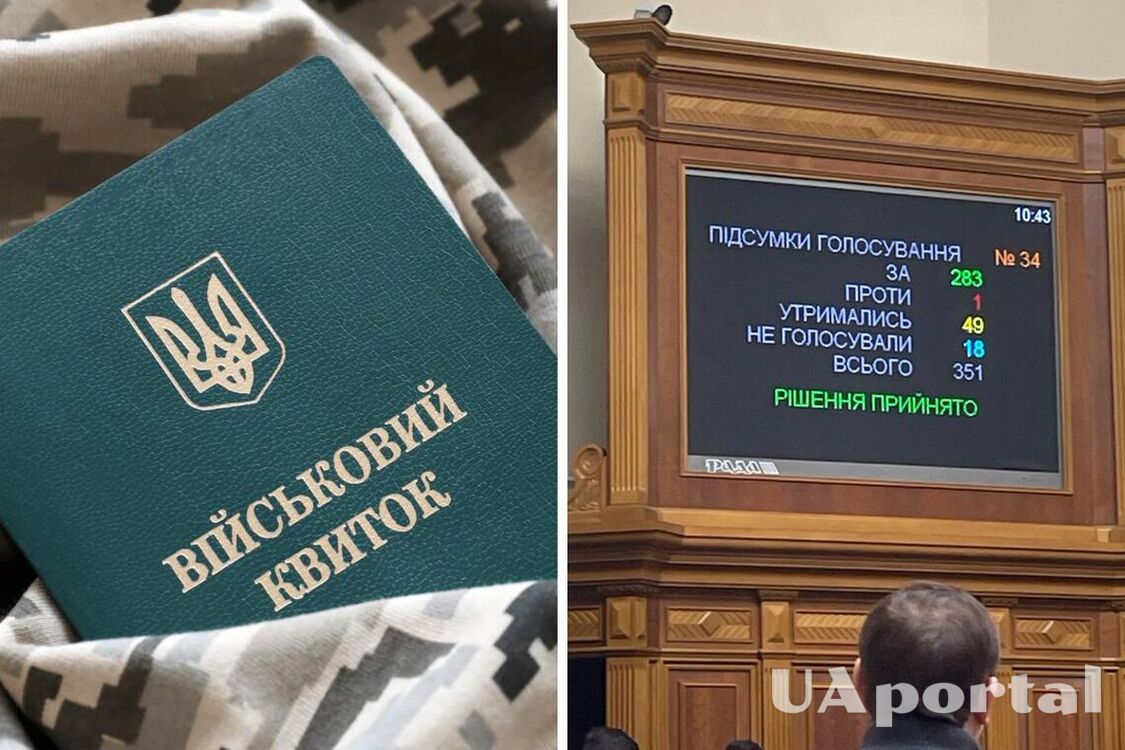 ВІЙСЬКОВИЙ
КВИТОК
10:43
ПІДСУМКИ ГОЛОСУВАННЯ № 34
ЗА 283
ПРОТИ 1
УТРИМАЛИСЬ 49
НЕ ГОЛОСУВАЛИ 18
ВСЬОГО 351
РІШЕННЯ ПРИЙНЯТО
РАДА
UAportal